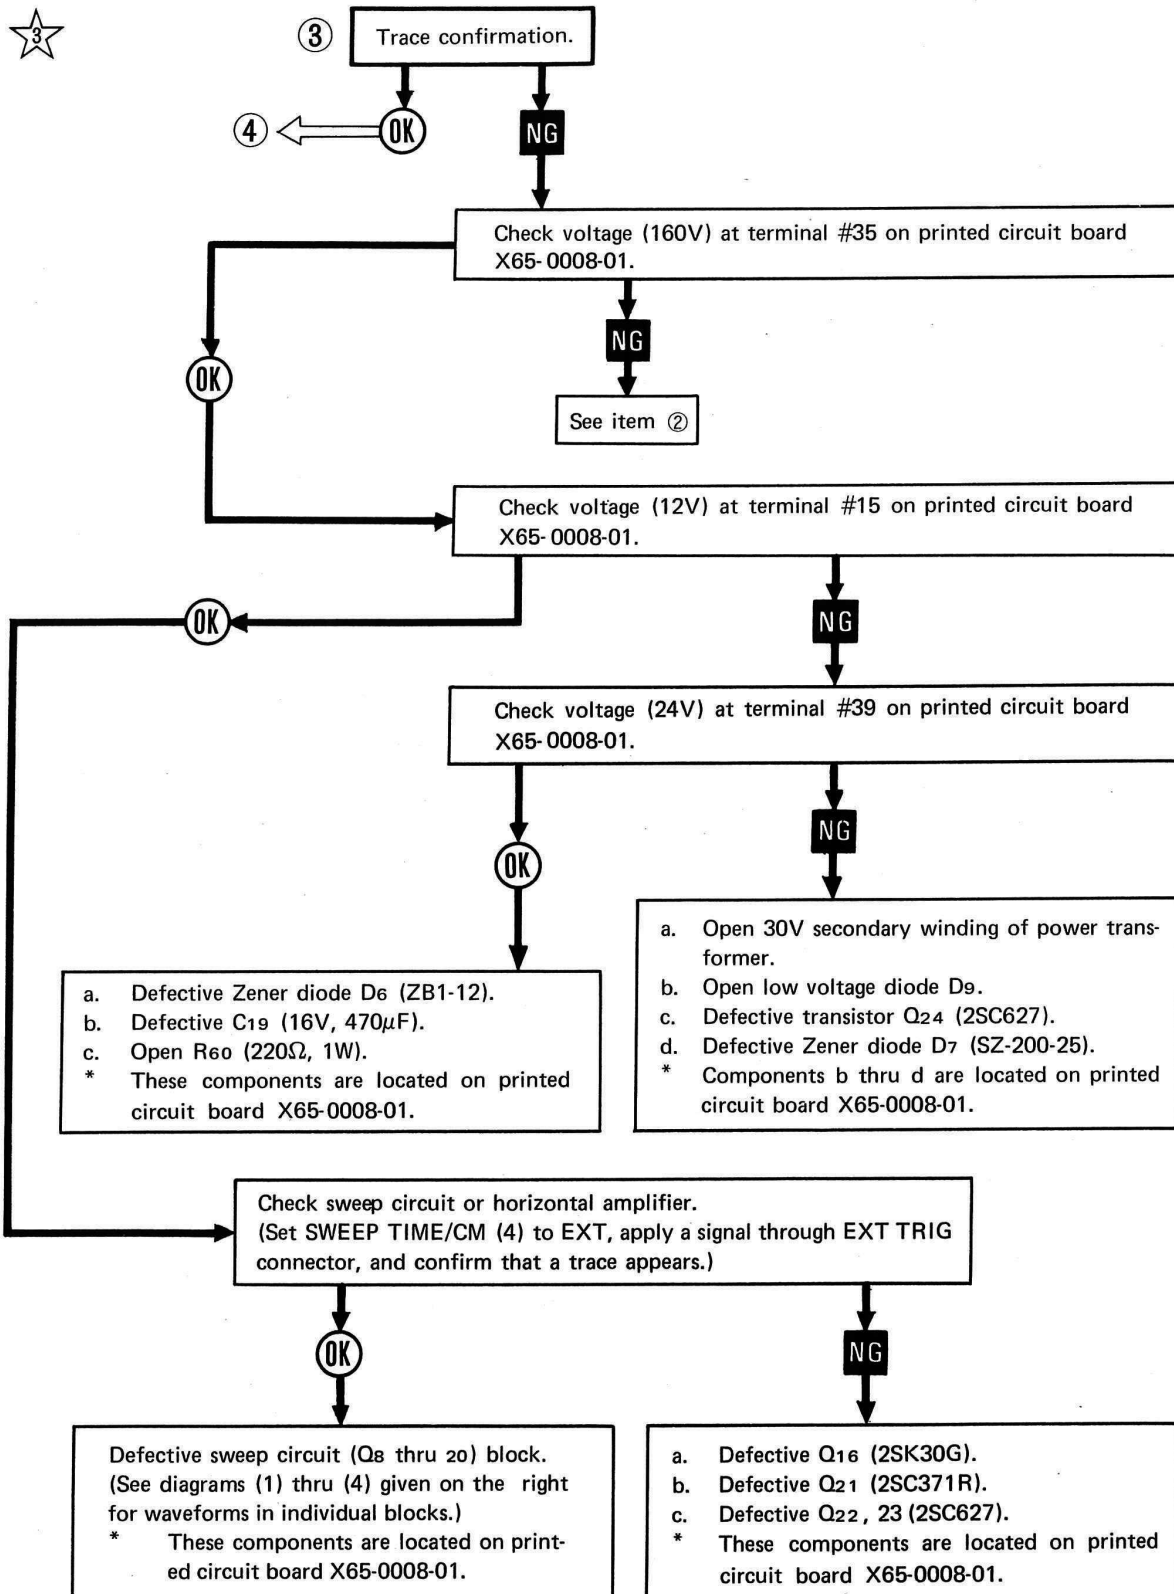 3
③ Trace confirmation.
④ OK NG
Check voltage (160V) at terminal #35 on printed circuit board
X65-0008-01.
NG
OK
See item ②
Check voltage (12V) at terminal #15 on printed circuit board
X65-0008-01.
OK NG
Check voltage (24V) at terminal #39 on printed circuit board
X65-0008-01.
NG
OK
a. Open 30V secondary winding of power trans-
former.
b. Open low voltage diode D9.
c. Defective transistor Q24 (2SC627).
d. Defective Zener diode D7 (SZ-200-25).
* Components b thru d are located on printed
circuit board X65-0008-01.
a. Defective Zener diode D6 (ZB1-12).
b. Defective C19 (16V, 470µF).
c. Open R60 (220Ω, 1W).
* These components are located on printed
circuit board X65-0008-01.
Check sweep circuit or horizontal amplifier.
(Set SWEEP TIME/CM (4) to EXT, apply a signal through EXT TRIG
connector, and confirm that a trace appears.)
OK NG
Defective sweep circuit (Q8 thru 20) block.
(See diagrams (1) thru (4) given on the right
for waveforms in individual blocks.)
* These components are located on print-
ed circuit board X65-0008-01.
a. Defective Q16 (2SK30G).
b. Defective Q21 (2SC371R).
c. Defective Q22, 23 (2SC627).
* These components are located on printed
circuit board X65-0008-01.